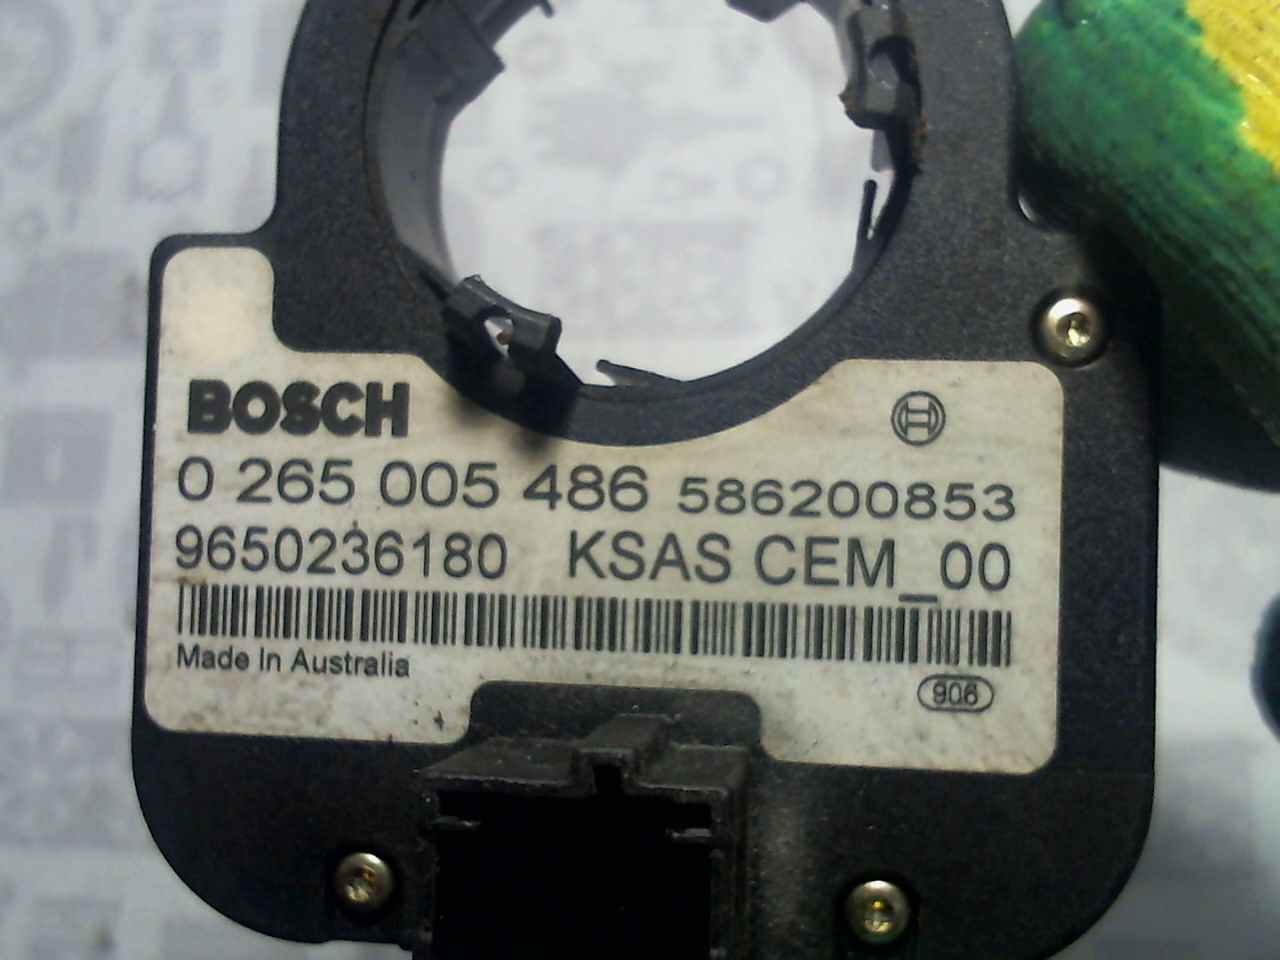 BOSCH
0 265 005 486 586200853
9650236180 KSAS CEM_00
Made In Australia
906